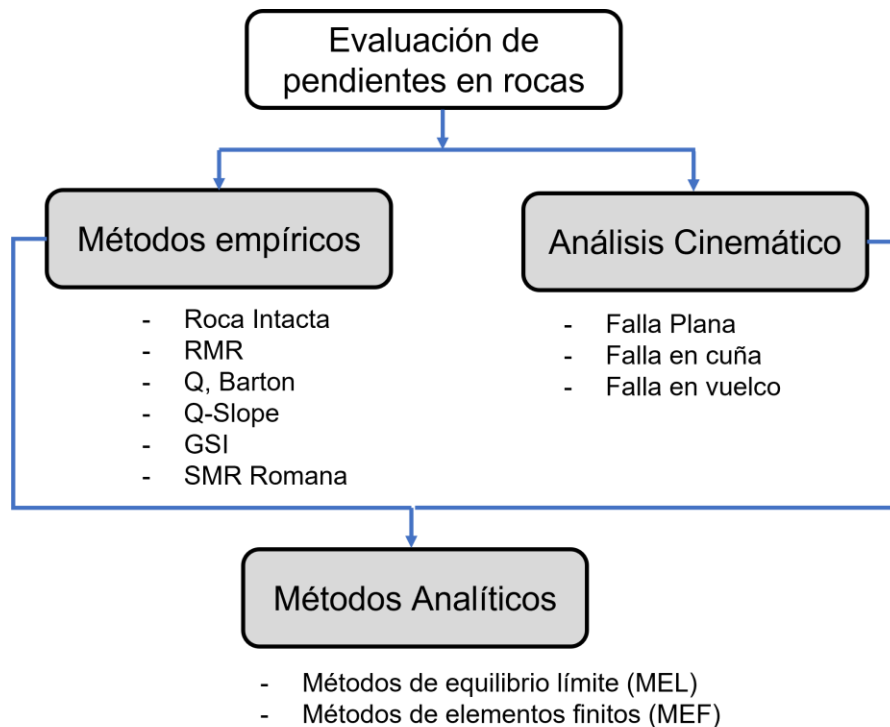 Evaluación de
pendientes en rocas
Métodos empíricos
- Roca Intacta
- RMR
- Q, Barton
- Q-Slope
- GSI
- SMR Romana
Análisis Cinemático
- Falla Plana
- Falla en cuña
- Falla en vuelco
Métodos Analíticos
- Métodos de equilibrio límite (MEL)
- Métodos de elementos finitos (MEF)